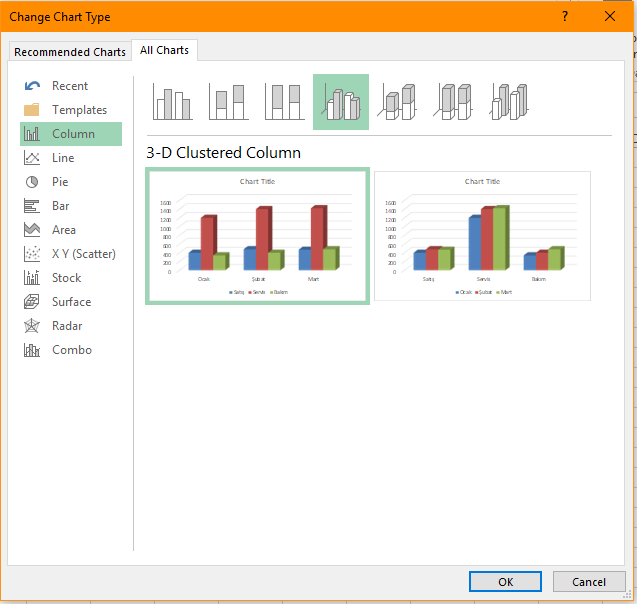 Change Chart Type
?
Recommended Charts
All Charts
Recent
Templates
Column
Line
Pie
Bar
Area
X Y (Scatter)
Stock
Surface
Radar
Combo
3-D Clustered Column
Chart Title
1600
1400
1200
1000
800
600
400
200
0
Ocak Şubat Mart
Satış Servis Bakım
Chart Title
1600
1400
1200
1000
800
600
400
200
0
Satış Servis Bakım
Ocak Şubat Mart
OK
Cancel